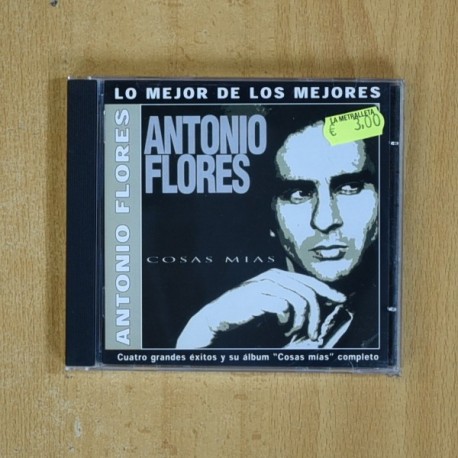 LO MEJOR DE LOS MEJORES
ANTONIO FLORES
ANTONIO
FLORES
LA METRALLETA
€ 3,00
COSAS MIAS
Cuatro grandes éxitos y su álbum "Cosas mías" completo